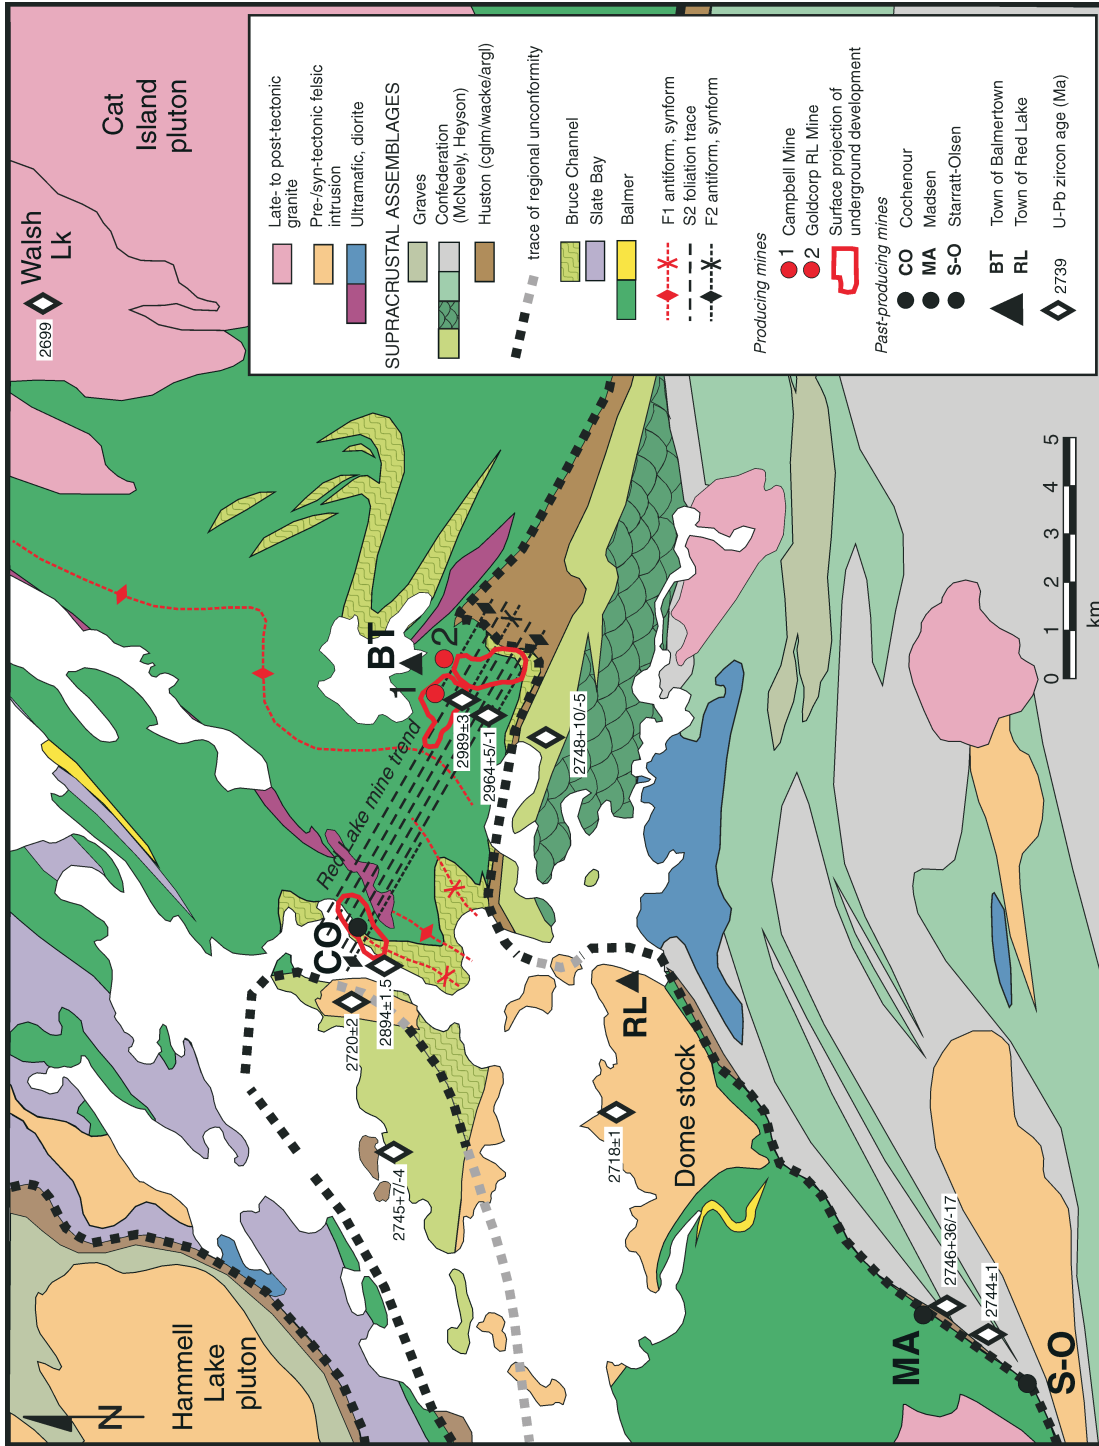 Cat
Island
pluton
Walsh
Lk
2699
Late- to post-tectonic
granite
Pre-/syn-tectonic felsic
intrusion
Ultramafic, diorite
SUPRACRUSTAL ASSEMBLAGES
Graves
Confederation
(McNeely, Heyson)
Huston (cglm/wacke/argl)
trace of regional unconformity
Bruce Channel
Slate Bay
Balmer
F1 antiform, synform
S2 foliation trace
F2 antiform, synform
Producing mines
1 Campbell Mine
2 Goldcorp RL Mine
Surface projection of
underground development
Past-producing mines
CO Cochenour
MA Madsen
S-O Starratt-Olsen
BT Town of Balmertown
RL Town of Red Lake
2739 U-Pb zircon age (Ma)
BT
1
2
Red Lake mine trend
2989±3
2964+5/-1
2748+10/-5
CO
2894±1.5
2720±2
2745+7/-4
RL
2718±1
Dome stock
Hammell
Lake
pluton
N
MA
2746+36/-17
2744±1
S-O
0 1 2 3 4 5
km